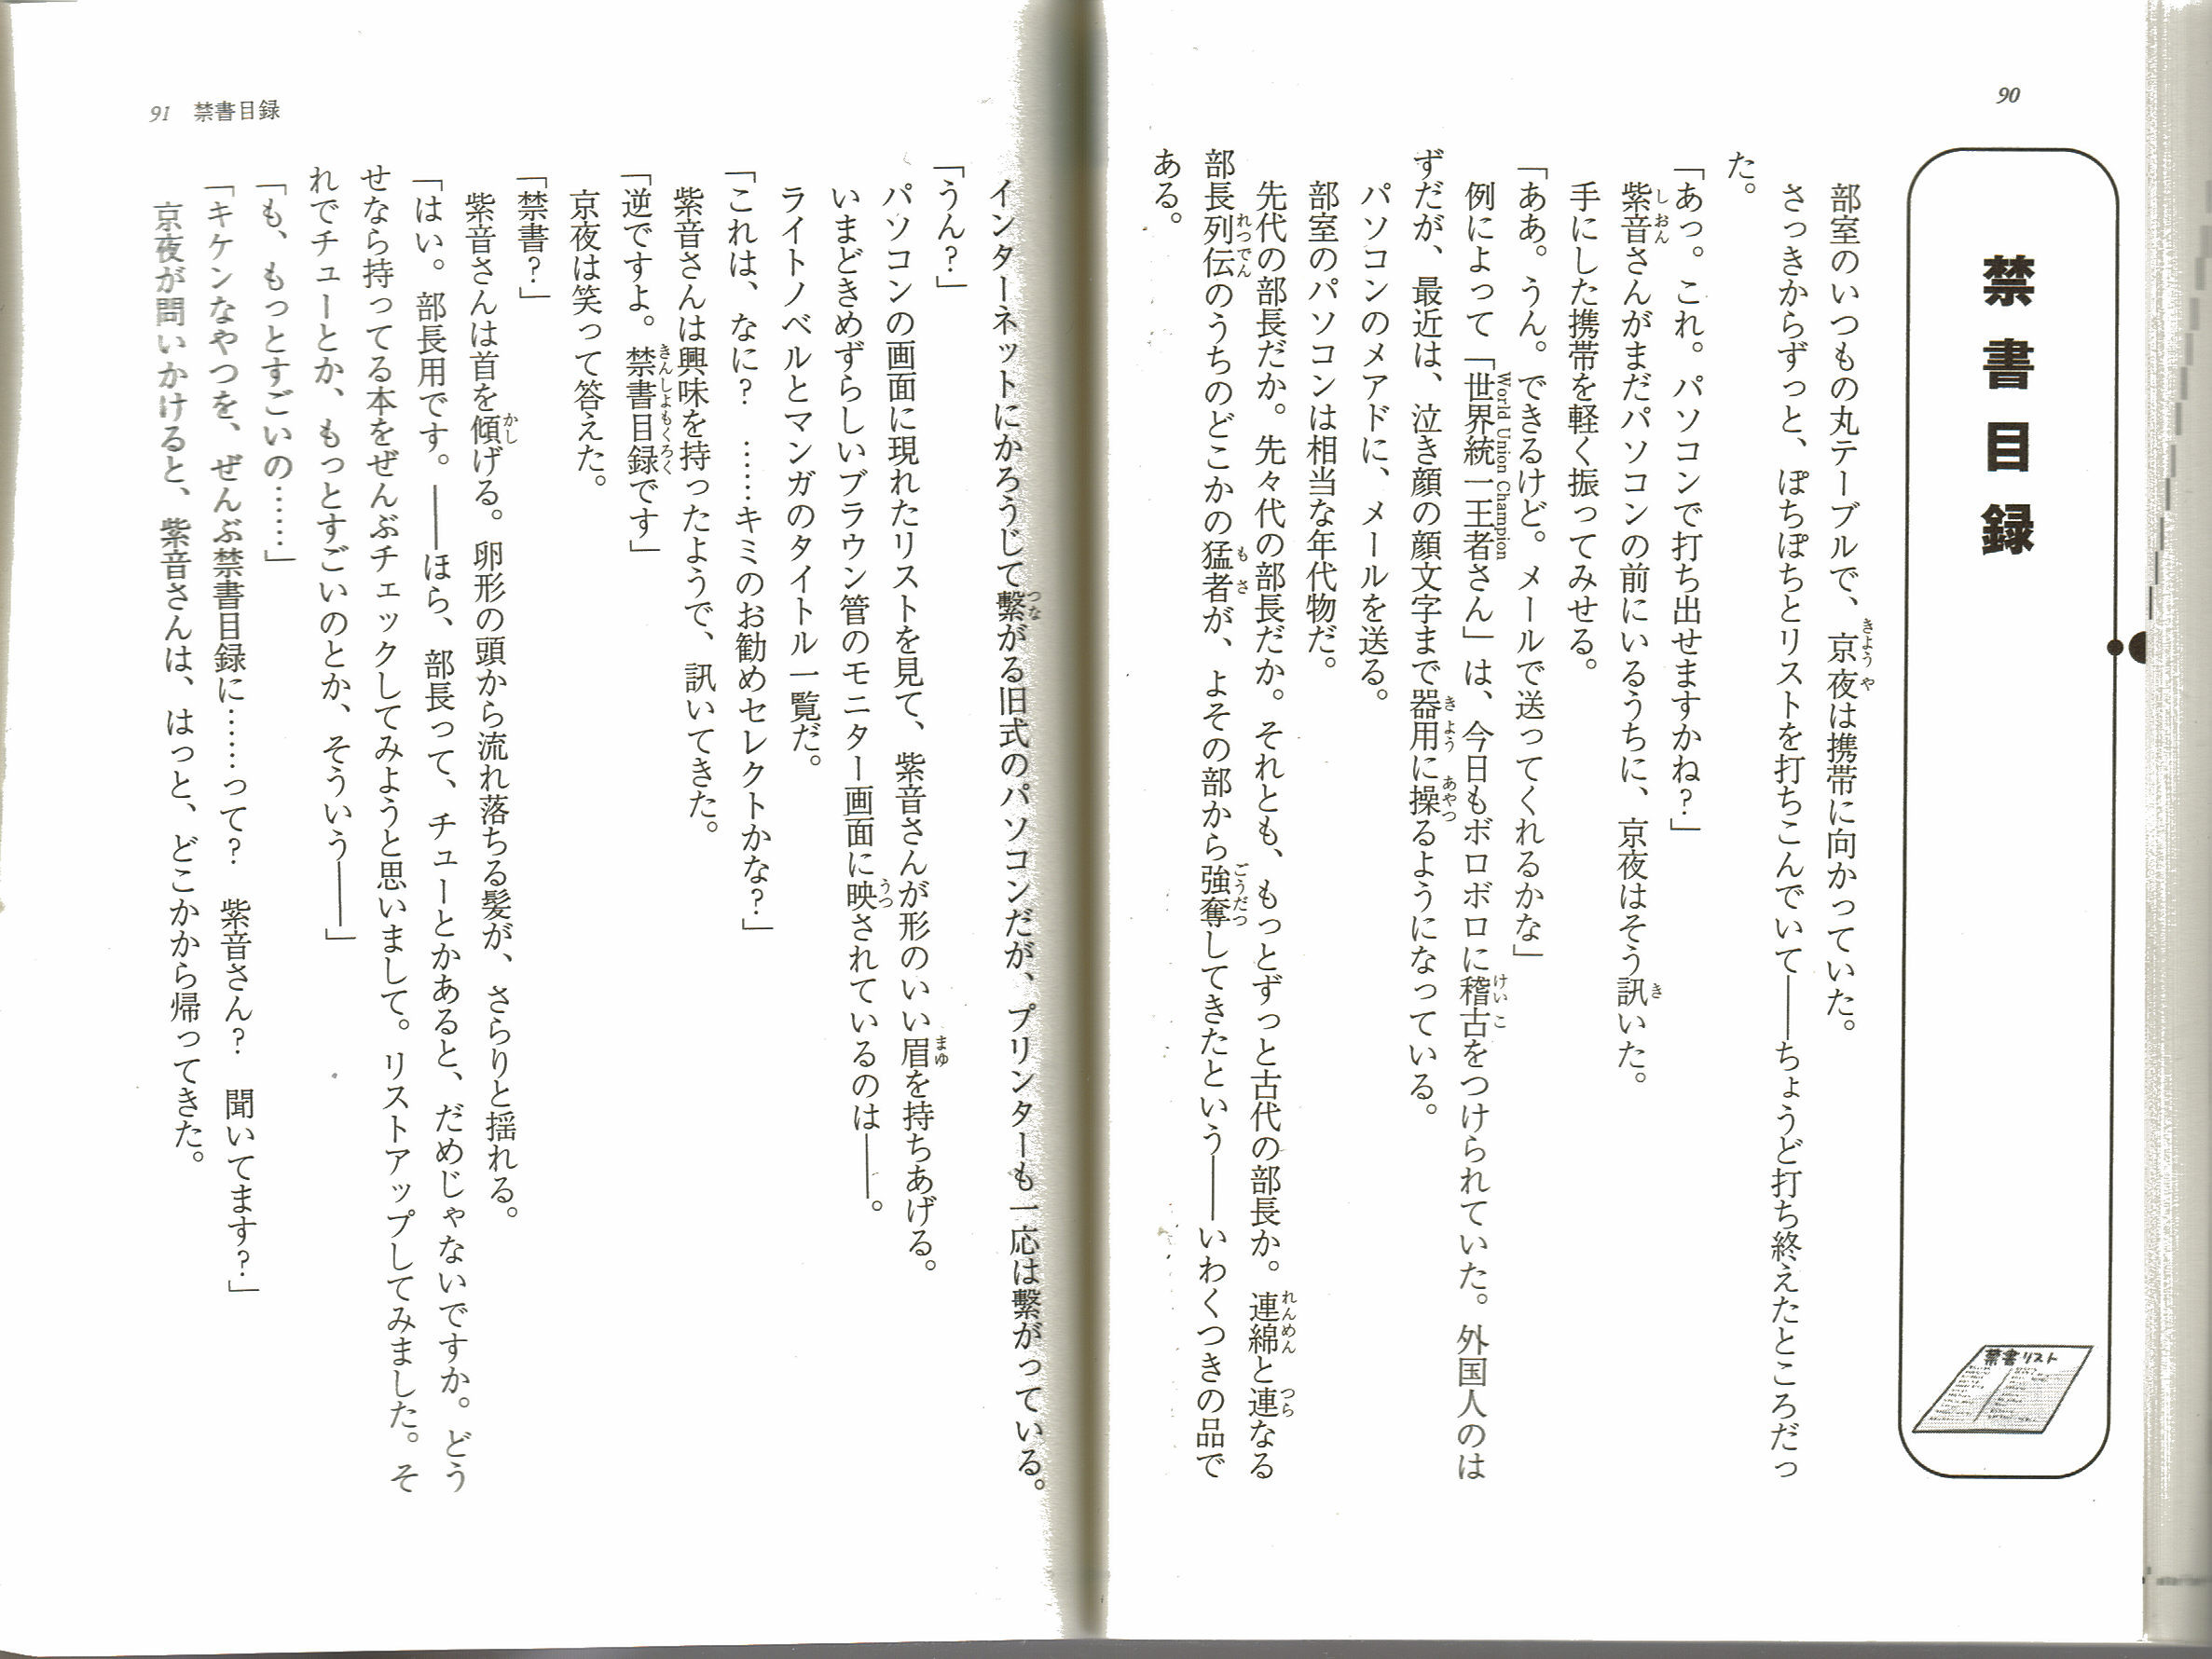 90
禁書目録
禁書リスト
部室のいつもの丸テーブルで、京夜は携帯に向かっていた。
さっきからずっと、ぽちぽちとリストを打ちこんでいて――ちょうど打ち終えたところだっ
た。
「あっ。これ。パソコンで打ち出せますかね？」
紫音さんがまだパソコンの前にいるうちに、京夜はそう訊いた。
手にした携帯を軽く振ってみせる。
「ああ。うん。できるけど。メールで送ってくれるかな」
例によって「世界統一王者さん」は、今日もボロボロに稽古をつけられていた。外国人のは
ずだが、最近は、泣き顔の顔文字まで器用に操るようになっている。
パソコンのメアドに、メールを送る。
部室のパソコンは相当な年代物だ。
先代の部長だか。先々代の部長だか。それとも、もっとずっと古代の部長か。連綿と連なる
部長列伝のうちのどこかの猛者が、よその部から強奪してきたという――いわくつきの品で
ある。
インターネットにかろうじて繫がる旧式のパソコンだが、プリンターも一応は繫がっている。
「うん？」
パソコンの画面に現れたリストを見て、紫音さんが形のいい眉を持ちあげる。
いまどきめずらしいブラウン管のモニター画面に映されているのは――。
ライトノベルとマンガのタイトル一覧だ。
「これは、なに？　……キミのお勧めセレクトかな？」
紫音さんは興味を持ったようで、訊いてきた。
「逆ですよ。禁書目録です」
京夜は笑って答えた。
「禁書？」
紫音さんは首を傾げる。卵形の頭から流れ落ちる髪が、さらりと揺れる。
「はい。部長用です。――ほら、部長って、チューとかあると、だめじゃないですか。どう
せなら持ってる本をぜんぶチェックしてみようと思いまして。リストアップしてみました。そ
れでチューとか、もっとすごいのとか、そういう――」
「も、もっとすごいの……」
「キケンなやつを、ぜんぶ禁書目録に……って？　紫音さん？　聞いてます？」
京夜が問いかけると、紫音さんは、はっと、どこかから帰ってきた。
91 禁書目録